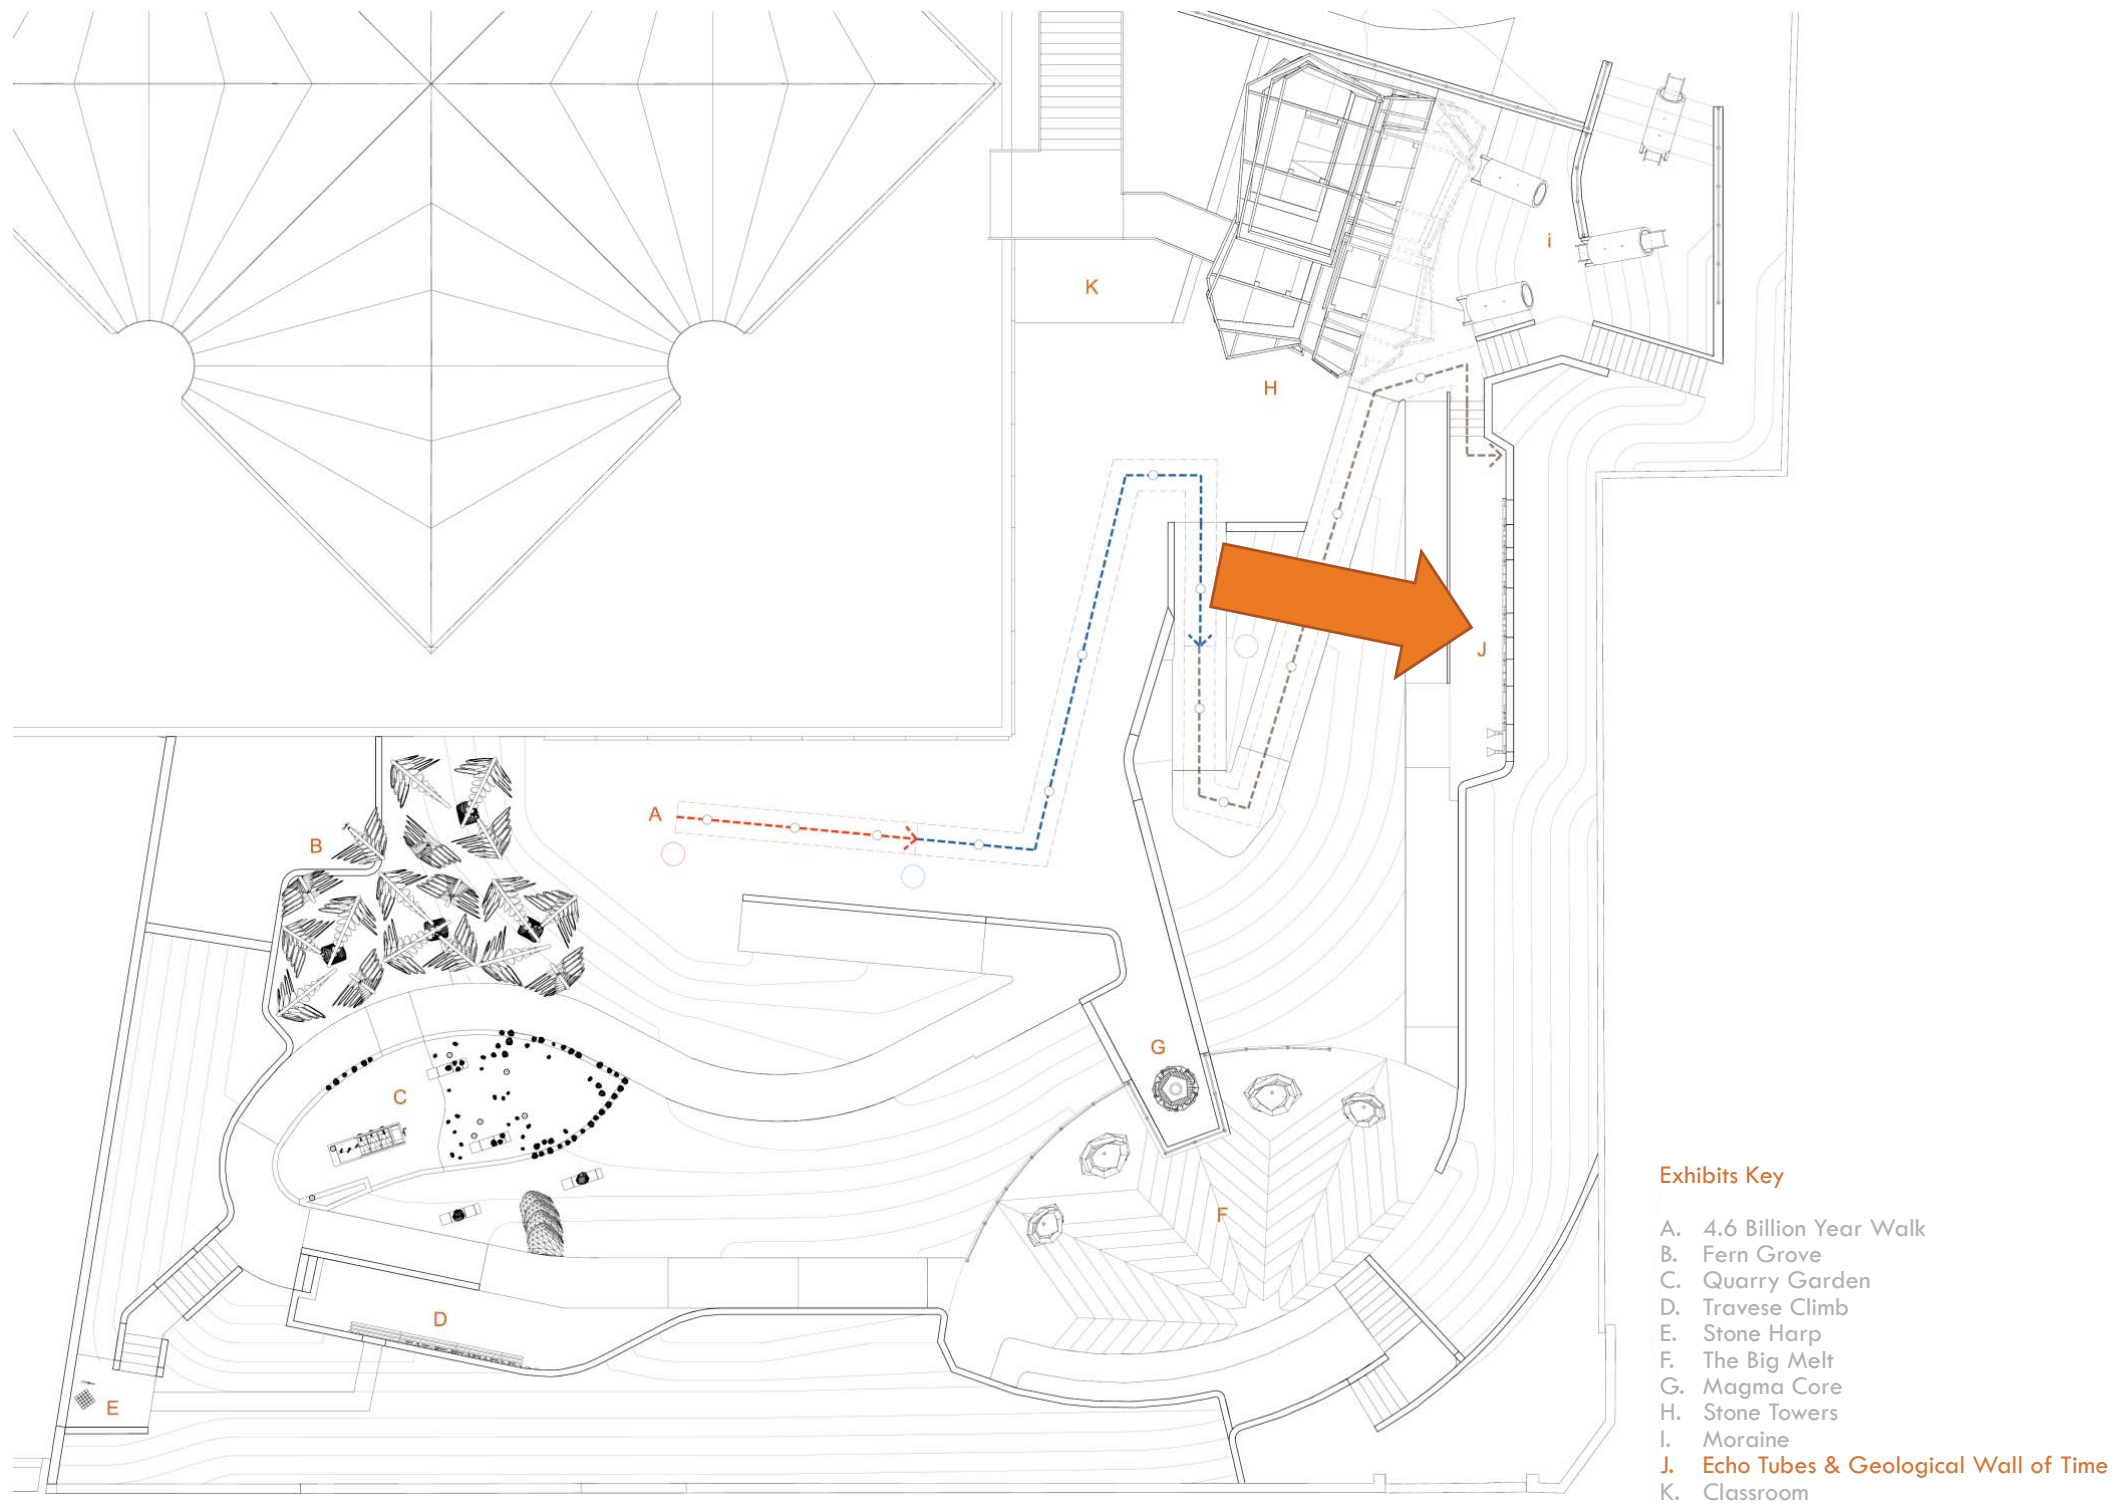 i
K
H
J
A
B
G
C
F
D
E
Exhibits Key
A. 4.6 Billion Year Walk
B. Fern Grove
C. Quarry Garden
D. Travese Climb
E. Stone Harp
F. The Big Melt
G. Magma Core
H. Stone Towers
I. Moraine
J. Echo Tubes & Geological Wall of Time
K. Classroom